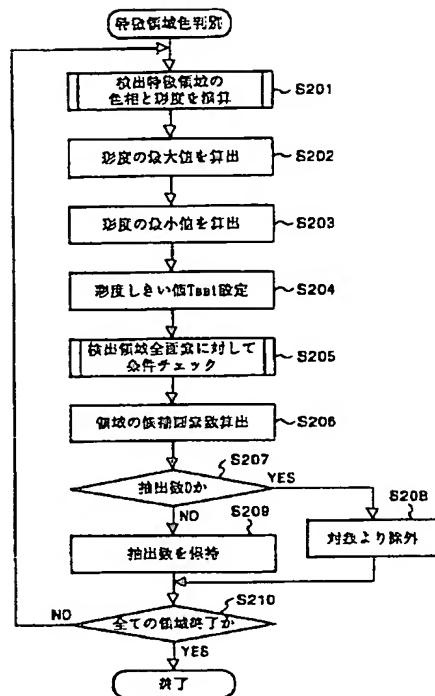 特徴領域色判別
検出特徴領域の
色相と彩度を演算
S201
彩度の最大値を算出
S202
彩度の最小値を算出
S203
彩度しきい値Tsat設定
S204
検出領域全画素に対して
条件チェック
S205
領域の候補画素数算出
S206
S207
抽出数0か
YES
NO
S208
対象より除外
S209
抽出数を保持
S210
全ての領域終了か
NO
YES
終了